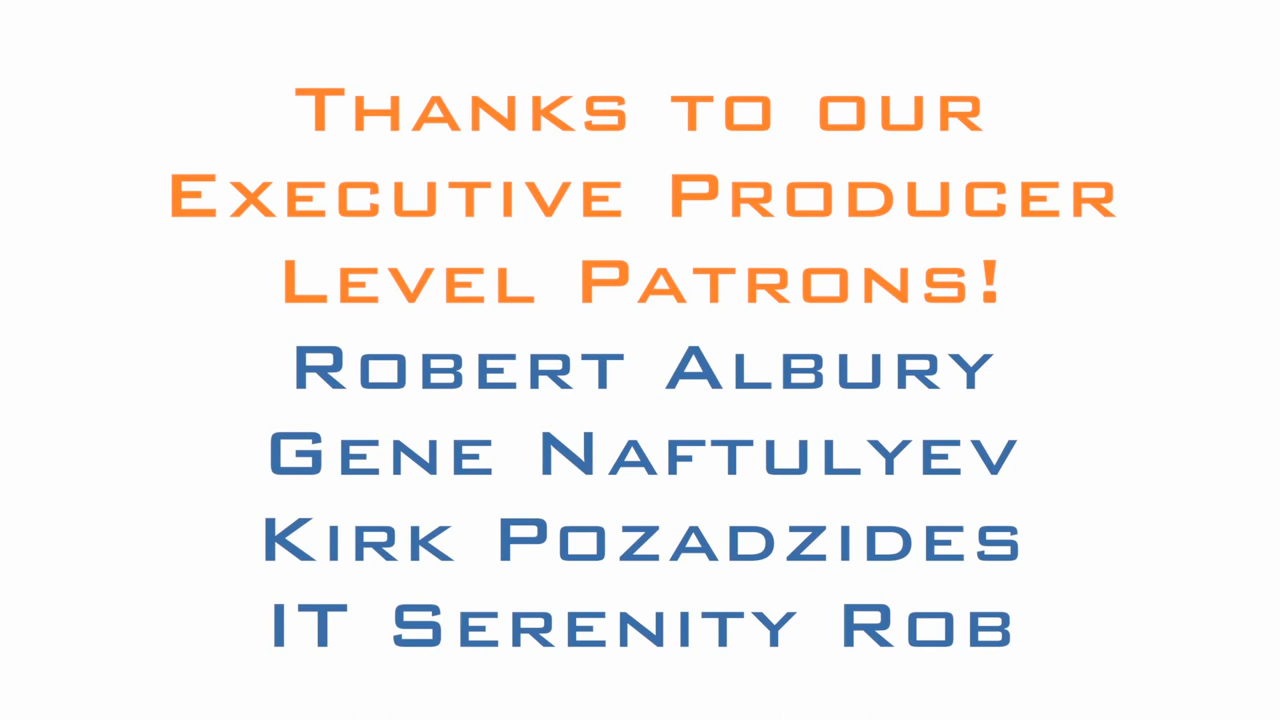 Thanks to our
Executive Producer
Level Patrons!
Robert Albury
Gene Naftulyev
Kirk Pozadzides
IT Serenity Rob